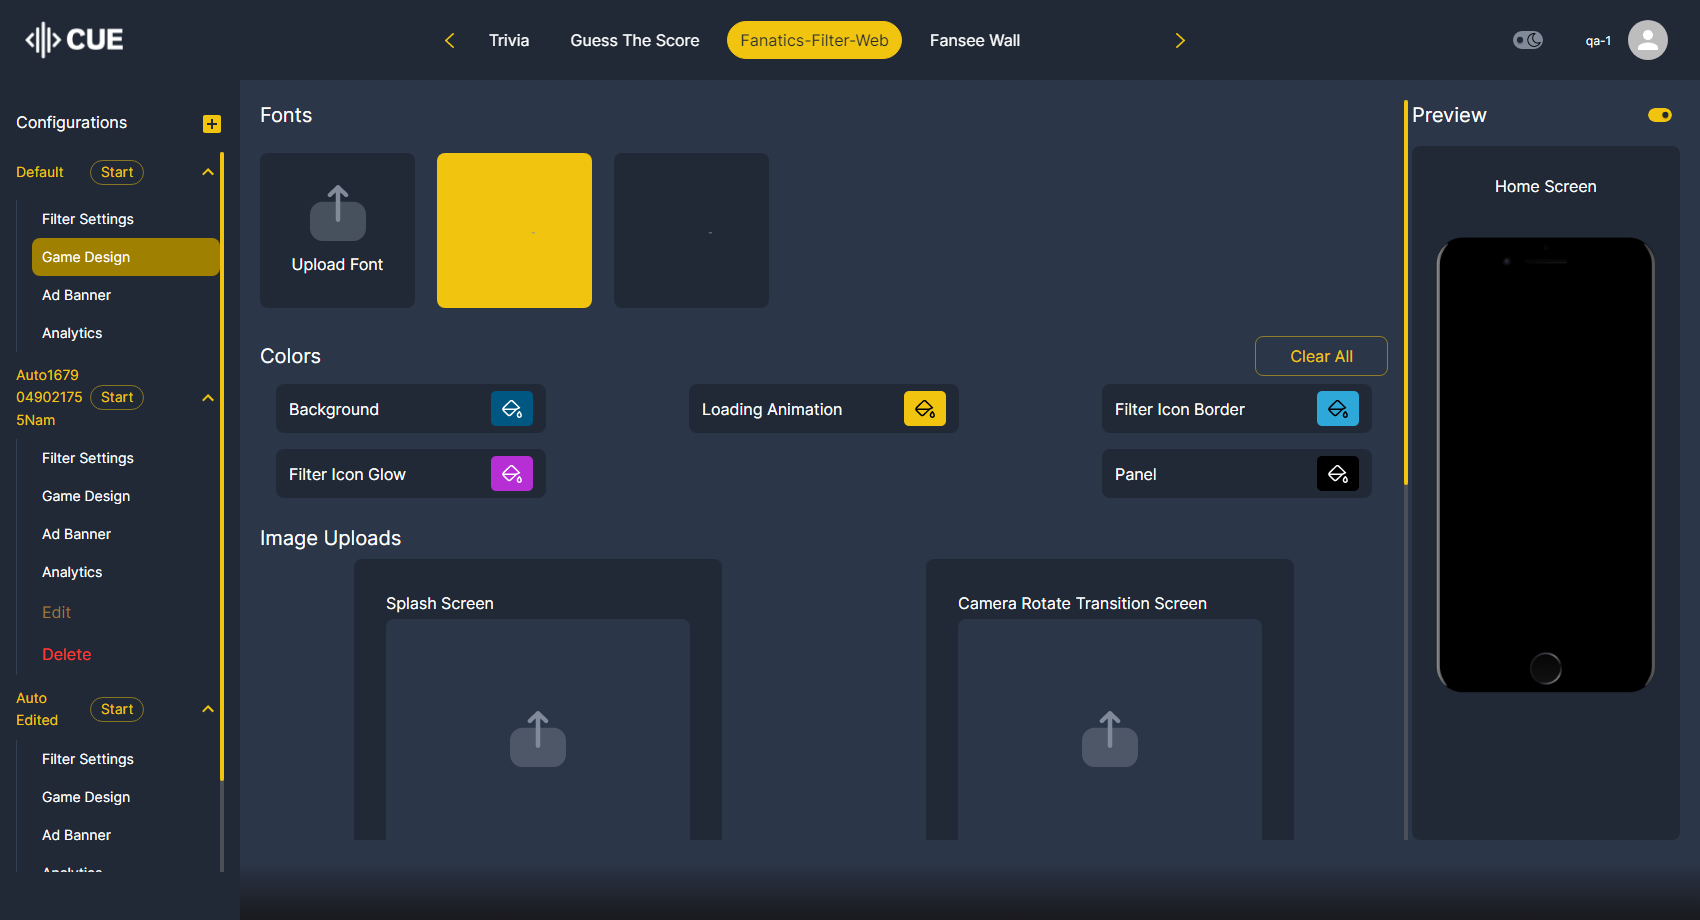 CUE
Trivia
Guess The Score
Fanatics-Filter-Web
Fansee Wall
qa-1
Configurations
Default
Start
Filter Settings
Game Design
Ad Banner
Analytics
Auto1679
04902175
5Nam
Start
Filter Settings
Game Design
Ad Banner
Analytics
Edit
Delete
Auto
Edited
Start
Filter Settings
Game Design
Ad Banner
Analytics
Fonts
Upload Font
-
-
Colors
Clear All
Background
Loading Animation
Filter Icon Border
Filter Icon Glow
Panel
Image Uploads
Splash Screen
Camera Rotate Transition Screen
Preview
Home Screen